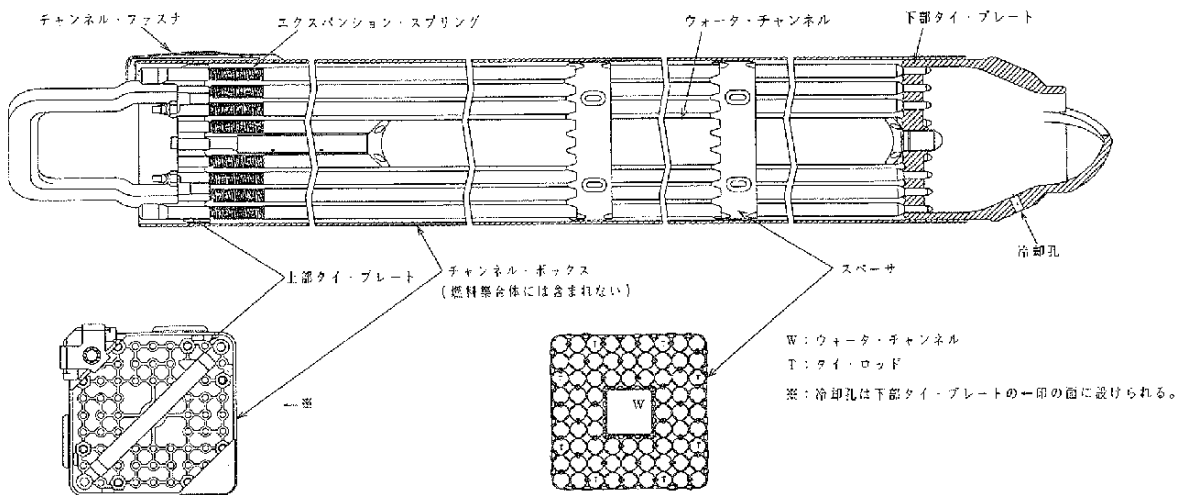 チャンネル・ファスナ
エクスパンション・スプリング
ウォータ・チャンネル
下部タイ・プレート
冷却孔
上部タイ・プレート
チャンネル・ボックス
(燃料集合体には含まれない)
スペーサ
←※
W
T T
T T
T T
T T
W:ウォータ・チャンネル
T:タイ・ロッド
※:冷却孔は下部タイ・プレートの←印の面に設けられる。